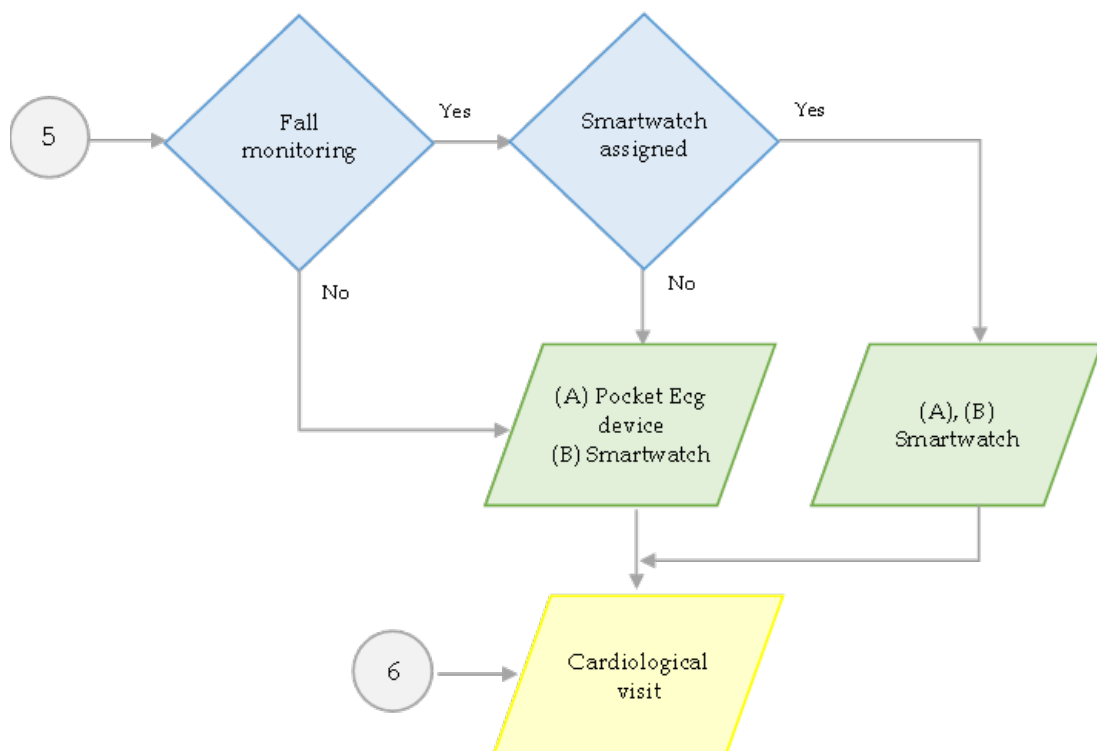 5
Fall
monitoring
Yes
Smartwatch
assigned
Yes
No
No
(A) Pocket Ecg
device
(B) Smartwatch
(A), (B)
Smartwatch
6
Cardiological
visit